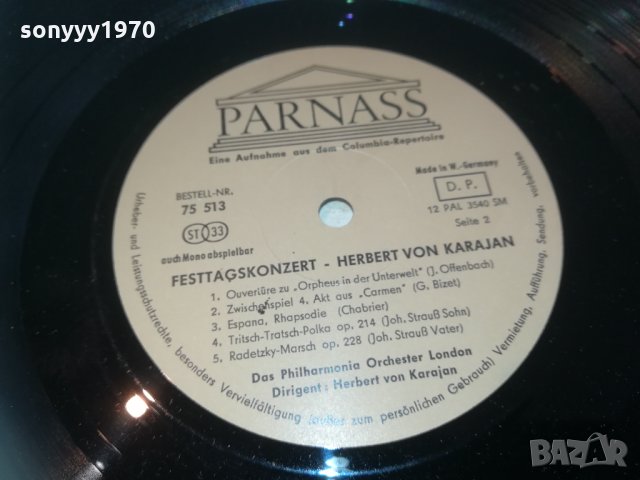 sonyyy1970
PARNASS
Eine Aufnahme aus dem Columbia-Repertoire
BESTELL-NR.
75 513
ST 33
auch Mono abspielbar
Made in W.-Germany
D.P.
12 PAL 3540 SM
Seite 2
FESTTAGSKONZERT - HERBERT VON KARAJAN
1. Ouvertüre zu „Orpheus in der Unterwelt" (J. Offenbach)
2. Zwischenspiel 4. Akt aus „Carmen" (G. Bizet)
3. Espana, Rhapsodie (Chabrier)
4. Tritsch-Tratsch-Polka op. 214 (Joh. Strauß Sohn)
5. Radetzky-Marsch op. 228 (Joh. Strauß Vater)
Das Philharmonia Orchester London
Dirigent: Herbert von Karajan
Urheber- und Leistungsschutzrechte, besonders Vervielfältigung (außer zum persönlichen Gebrauch) Vermietung, Aufführung, Sendung, vorbehalten
BAZAR